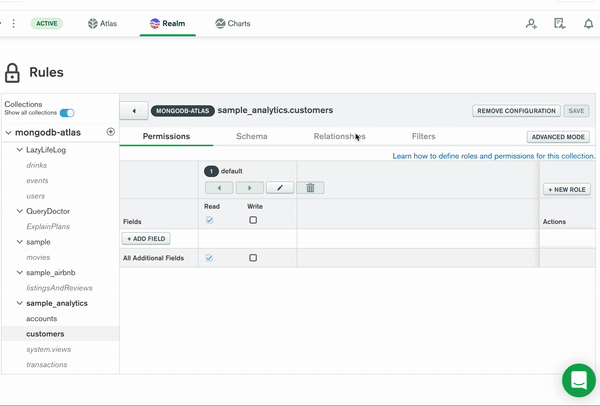 ACTIVE
Atlas
Realm
Charts
Rules
Collections
Show all collections
mongodb-atlas
LazyLifeLog
drinks
events
users
QueryDoctor
ExplainPlans
sample
movies
sample_airbnb
listingsAndReviews
sample_analytics
accounts
customers
system.views
transactions
MONGODB-ATLAS sample_analytics.customers
REMOVE CONFIGURATION
SAVE
Permissions
Schema
Relationships
Filters
ADVANCED MODE
Learn how to define roles and permissions for this collection.
1 default
+ NEW ROLE
Read Write
Fields
Actions
+ ADD FIELD
All Additional Fields